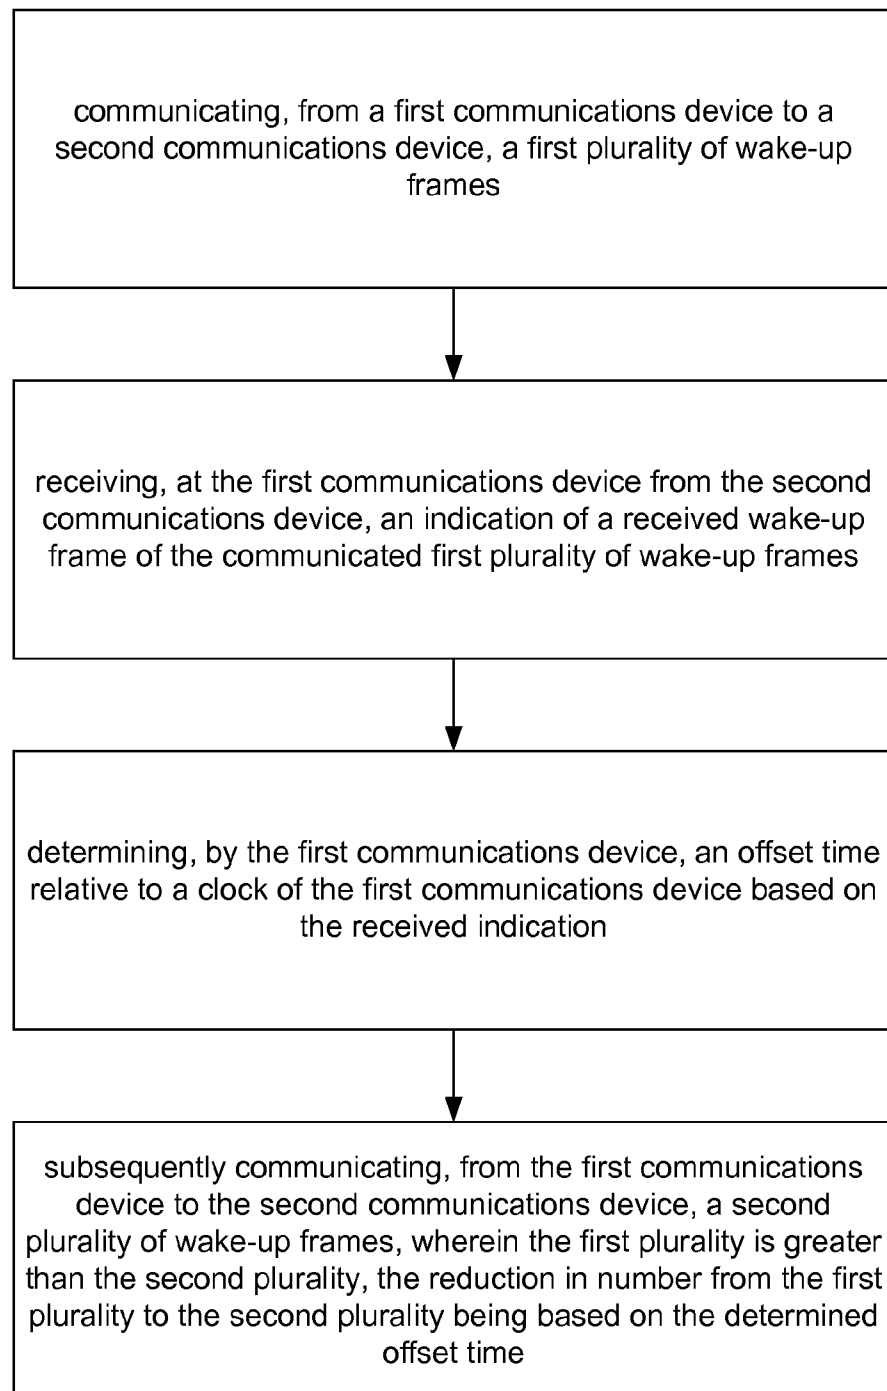 communicating, from a first communications device to a
second communications device, a first plurality of wake-up
frames
receiving, at the first communications device from the second
communications device, an indication of a received wake-up
frame of the communicated first plurality of wake-up frames
determining, by the first communications device, an offset time
relative to a clock of the first communications device based on
the received indication
subsequently communicating, from the first communications
device to the second communications device, a second
plurality of wake-up frames, wherein the first plurality is greater
than the second plurality, the reduction in number from the first
plurality to the second plurality being based on the determined
offset time